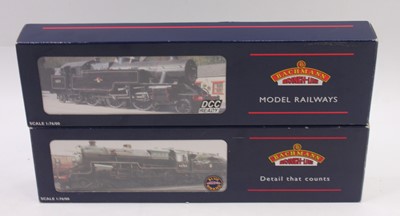 BACHMANN
BRANCH-LINE
MODEL RAILWAYS
DCC
READY
SCALE 1:76/00
BACHMANN
BRANCH-LINE
Detail that counts
SCALE 1:76/00